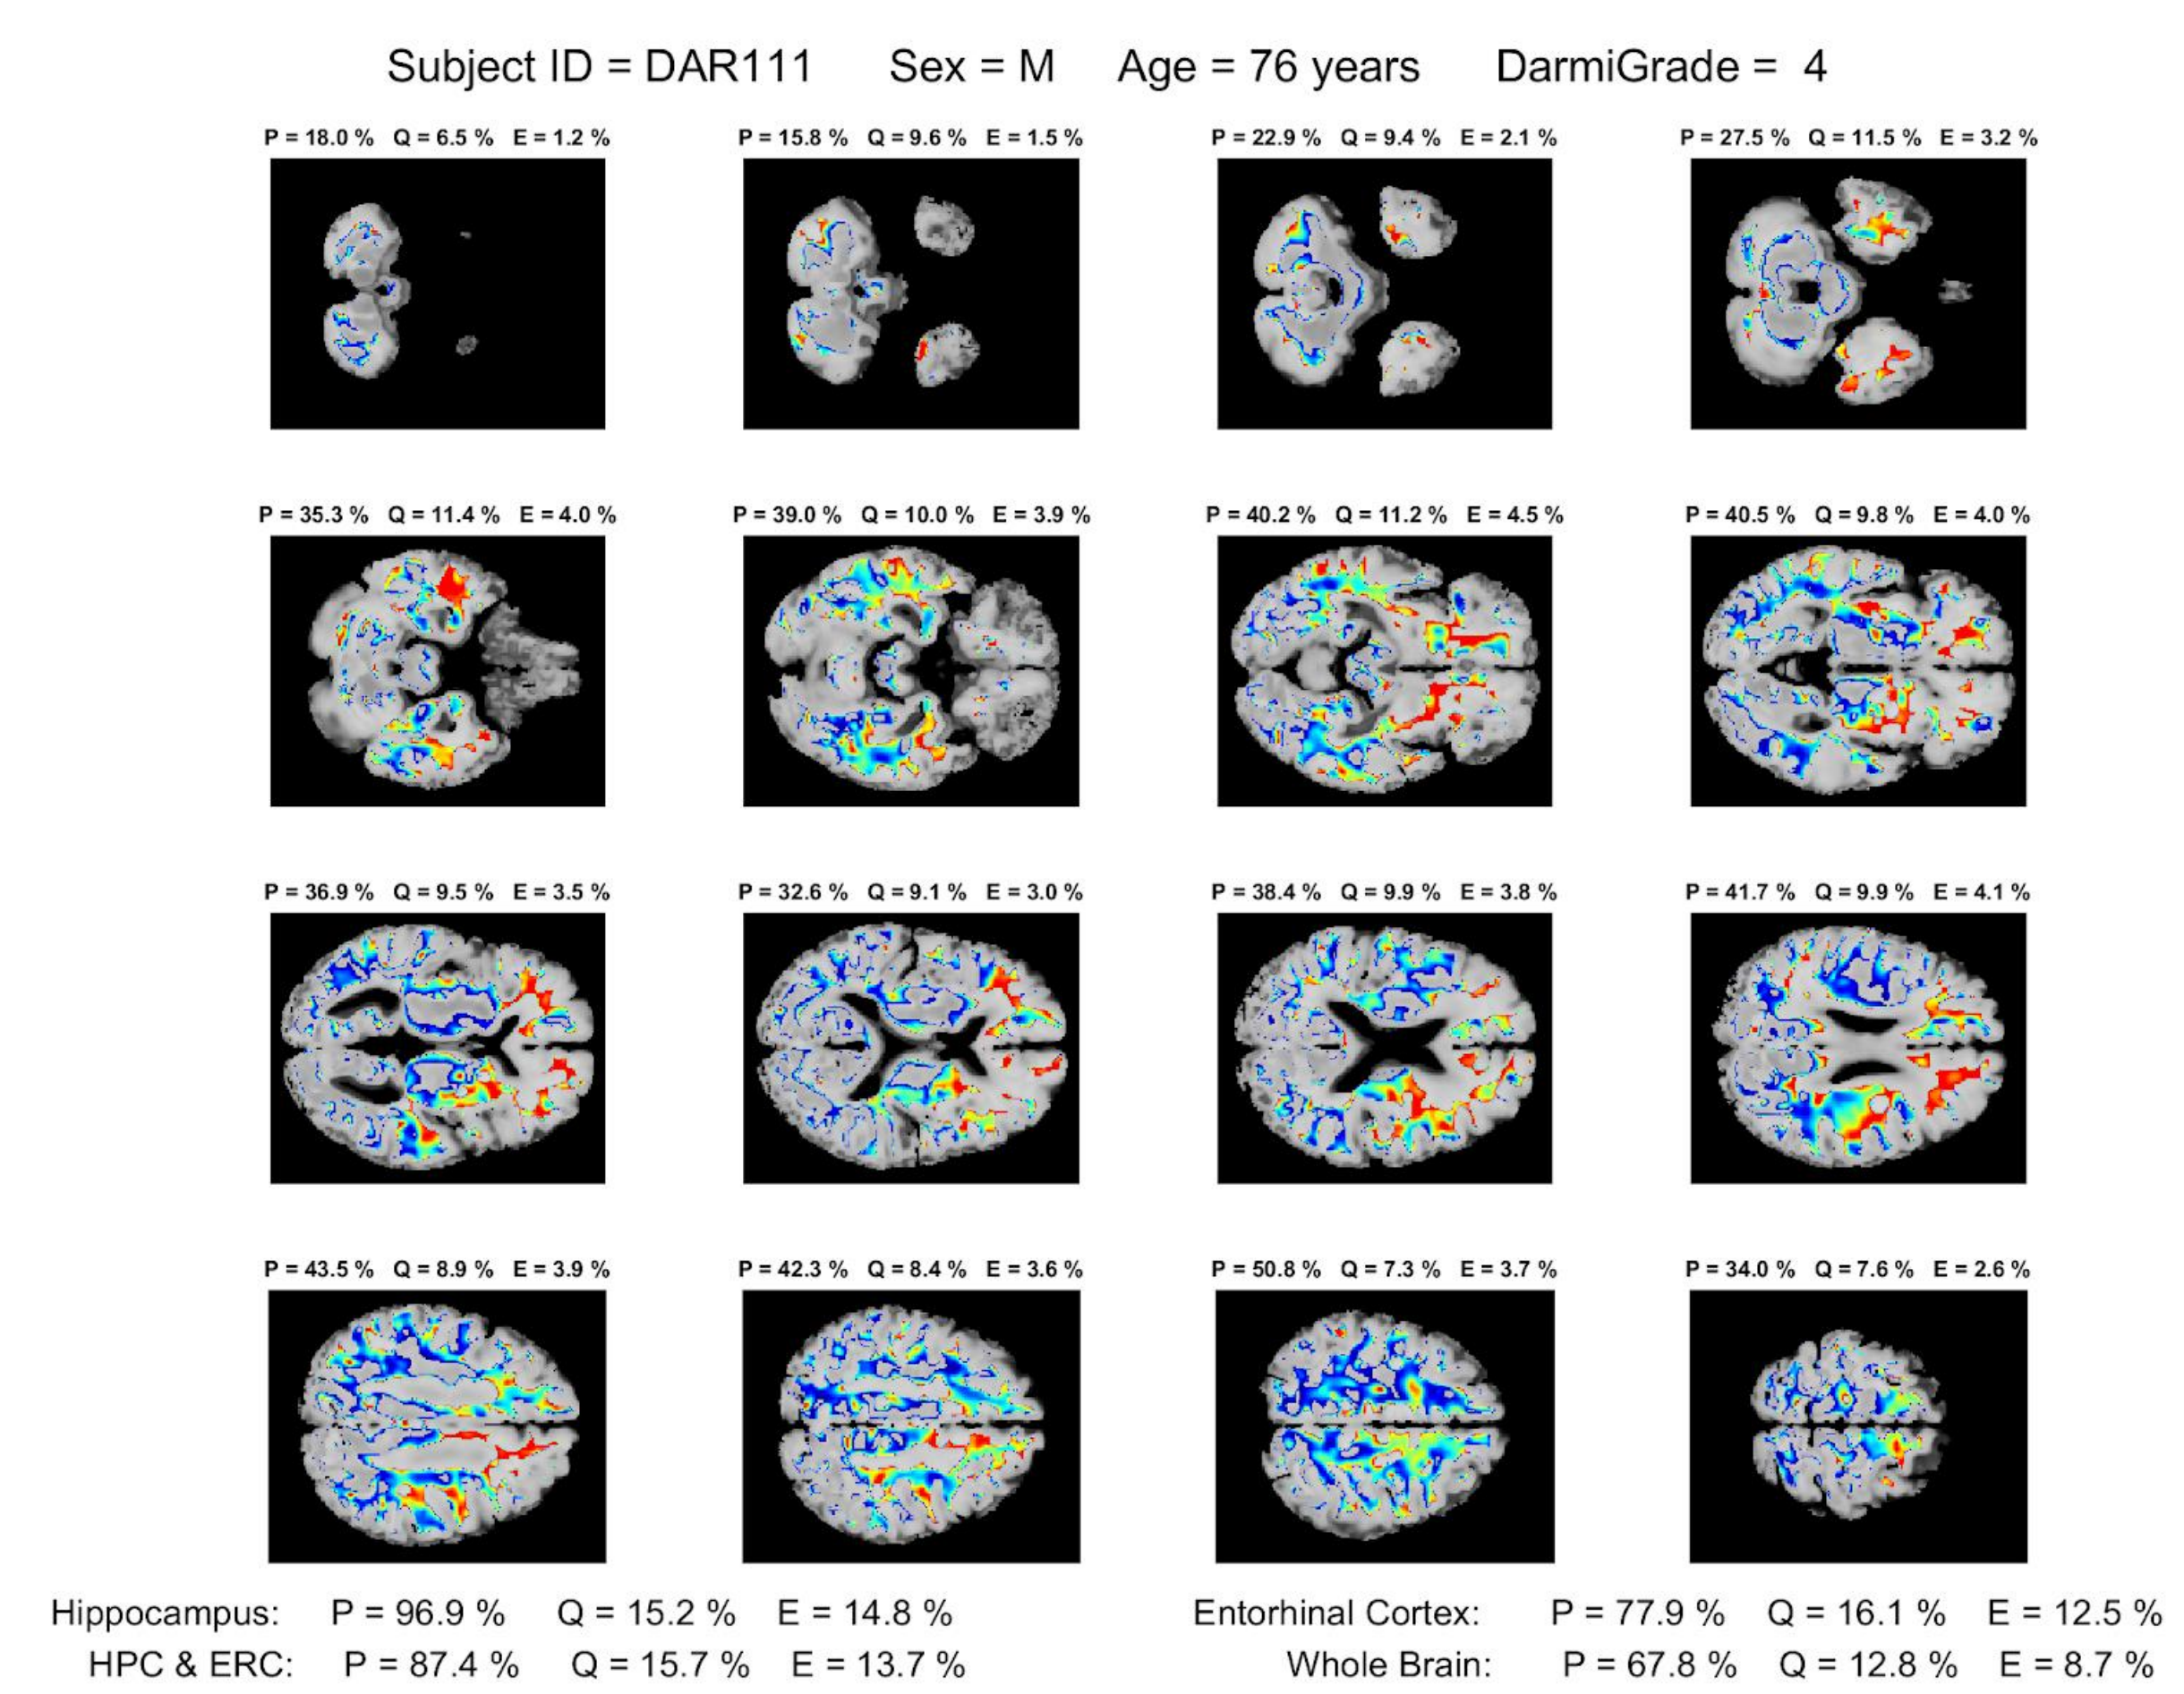 Subject ID = DAR111 Sex = M Age = 76 years DarmiGrade = 4
P = 18.0 % Q = 6.5 % E = 1.2 % P = 15.8 % Q = 9.6 % E = 1.5 % P = 22.9 % Q = 9.4 % E = 2.1 % P = 27.5 % Q = 11.5 % E = 3.2 %
P = 35.3 % Q = 11.4 % E = 4.0 % P = 39.0 % Q = 10.0 % E = 3.9 % P = 40.2 % Q = 11.2 % E = 4.5 % P = 40.5 % Q = 9.8 % E = 4.0 %
P = 36.9 % Q = 9.5 % E = 3.5 % P = 32.6 % Q = 9.1 % E = 3.0 % P = 38.4 % Q = 9.9 % E = 3.8 % P = 41.7 % Q = 9.9 % E = 4.1 %
P = 43.5 % Q = 8.9 % E = 3.9 % P = 42.3 % Q = 8.4 % E = 3.6 % P = 50.8 % Q = 7.3 % E = 3.7 % P = 34.0 % Q = 7.6 % E = 2.6 %
Hippocampus: P = 96.9 % Q = 15.2 % E = 14.8 % Entorhinal Cortex: P = 77.9 % Q = 16.1 % E = 12.5 %
HPC & ERC: P = 87.4 % Q = 15.7 % E = 13.7 % Whole Brain: P = 67.8 % Q = 12.8 % E = 8.7 %